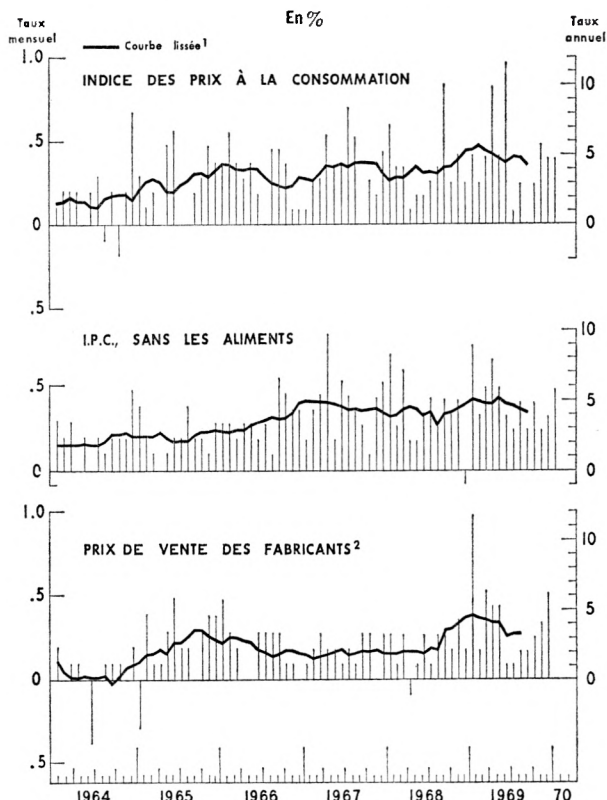 En %
Taux
mensuel
Taux
annuel
Courbe lissée¹
INDICE DES PRIX À LA CONSOMMATION
1.0
.5
0
.5
10
5
0
I.P.C., SANS LES ALIMENTS
.5
0
10
5
0
PRIX DE VENTE DES FABRICANTS²
1.0
.5
0
.5
10
5
0
1964 1965 1966 1967 1968 1969 70